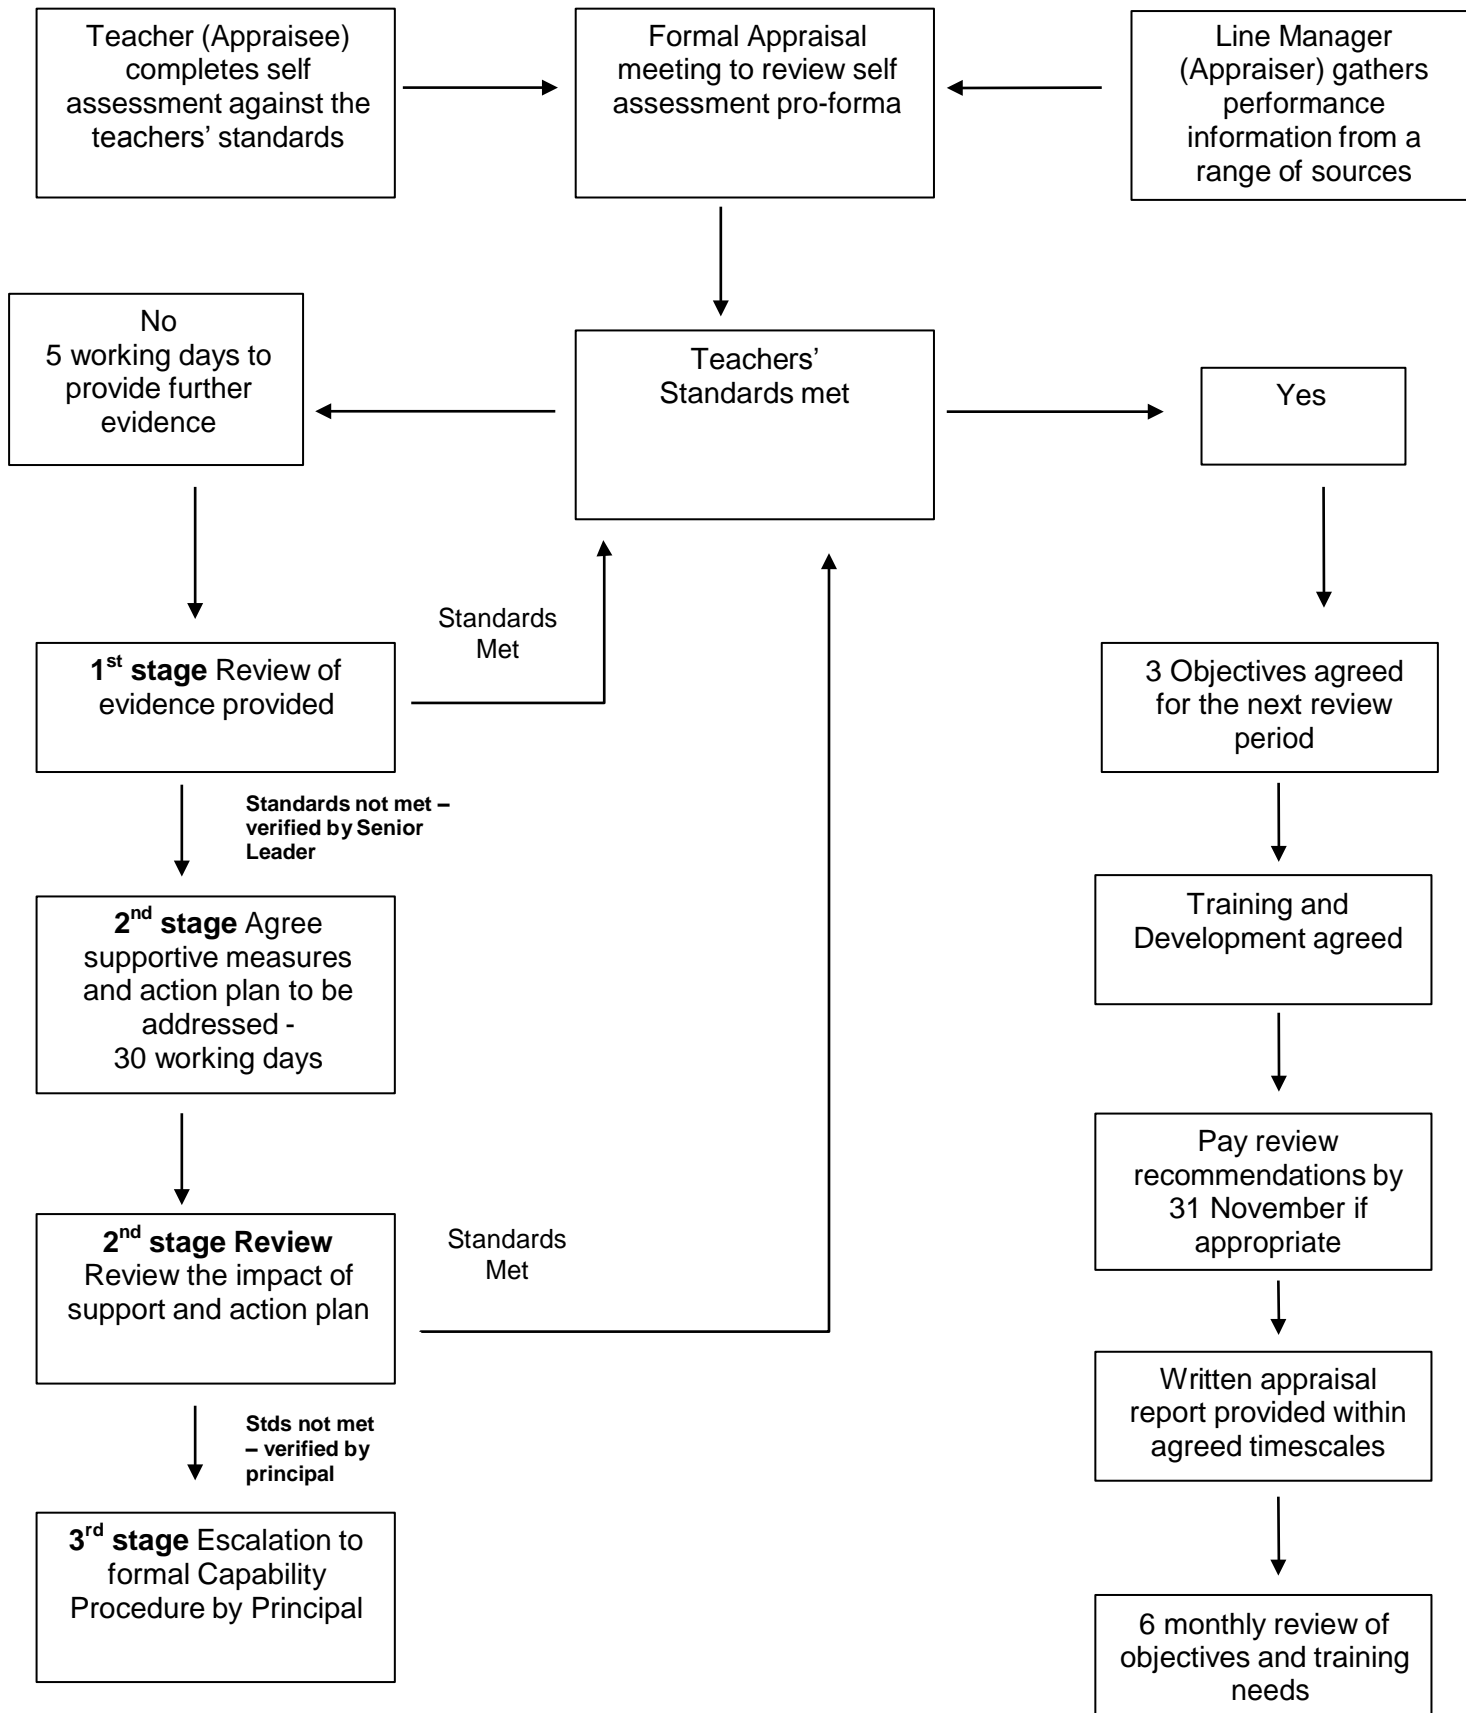 Teacher (Appraisee)
completes self
assessment against the
teachers’ standards
Formal Appraisal
meeting to review self
assessment pro-forma
Line Manager
(Appraiser) gathers
performance
information from a
range of sources
No
5 working days to
provide further
evidence
Teachers’
Standards met
Yes
Standards
Met
1st stage Review of
evidence provided
3 Objectives agreed
for the next review
period
Standards not met –
verified by Senior
Leader
2nd stage Agree
supportive measures
and action plan to be
addressed -
30 working days
Training and
Development agreed
Pay review
recommendations by
31 November if
appropriate
2nd stage Review
Review the impact of
support and action plan
Standards
Met
Written appraisal
report provided within
agreed timescales
Stds not met
– verified by
principal
3rd stage Escalation to
formal Capability
Procedure by Principal
6 monthly review of
objectives and training
needs